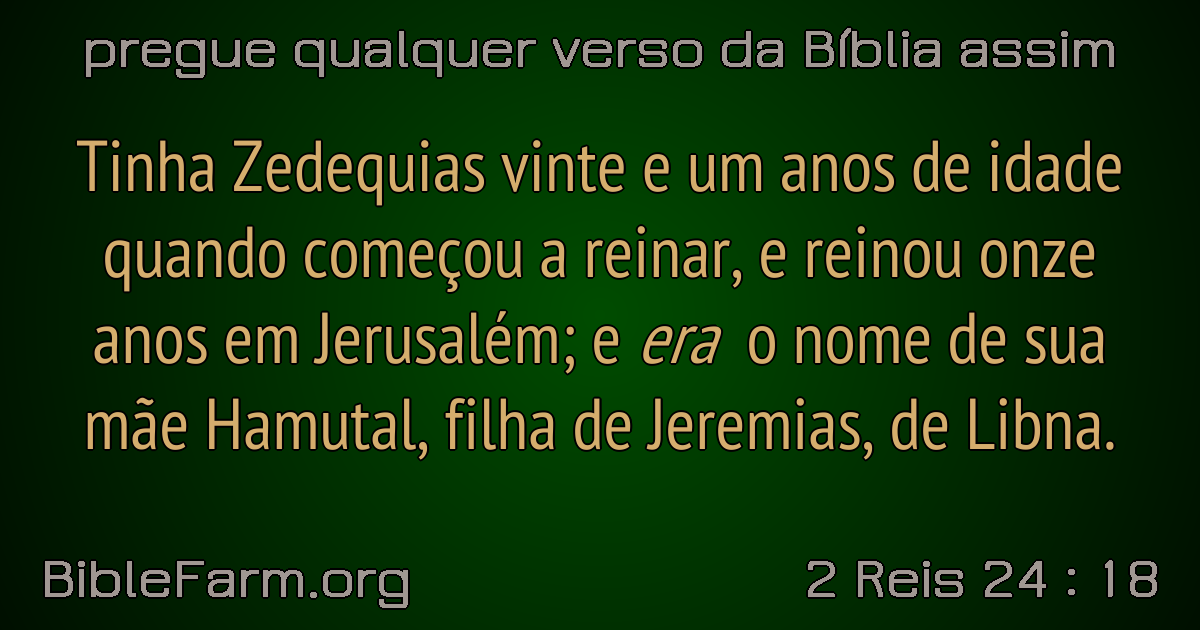 pregue qualquer verso da Bíblia assim
Tinha Zedequias vinte e um anos de idade
quando começou a reinar, e reinou onze
anos em Jerusalém; e era o nome de sua
mãe Hamutal, filha de Jeremias, de Libna.
BibleFarm.org
2 Reis 24 : 18